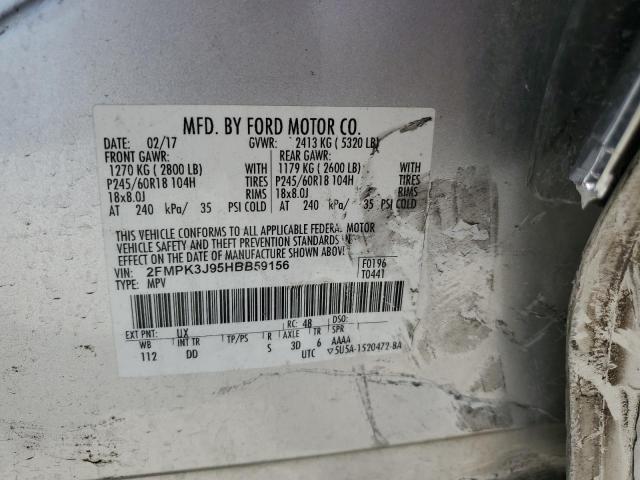 MFD. BY FORD MOTOR CO.
DATE: 02/17 GVWR: 2413 KG ( 5320 LB)
FRONT GAWR: REAR GAWR:
1270 KG ( 2800 LB) WITH 1179 KG ( 2600 LB) WITH
P245/60R18 104H TIRES P245/60R18 104H TIRES
18x8.0J RIMS 18x8.0J RIMS
AT 240 kPa/ 35 PSI COLD AT 240 kPa/ 35 PSI COLD
THIS VEHICLE CONFORMS TO ALL APPLICABLE FEDERAL MOTOR
VEHICLE SAFETY AND THEFT PREVENTION STANDARDS IN
EFFECT ON THE DATE OF MANUFACTURE SHOWN ABOVE.
VIN: 2FMPK3J95HBB59156 F0196
TYPE: MPV T0441
EXT PNT: UX RC: 48 DSO:
WB INT TR TP/PS R AXLE TR SPR
112 DD S 3D 6 AAAA
UTC ▽5U5A-1520472-BA